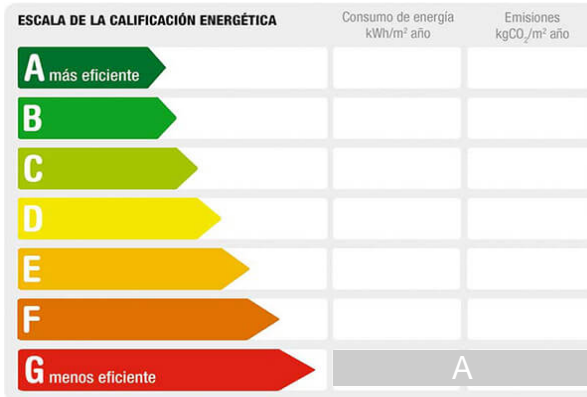 ESCALA DE LA CALIFICACIÓN ENERGÉTICA
Consumo de energía
kWh/m² año
Emisiones
kgCO₂/m² año
A más eficiente
B
C
D
E
F
G menos eficiente
A